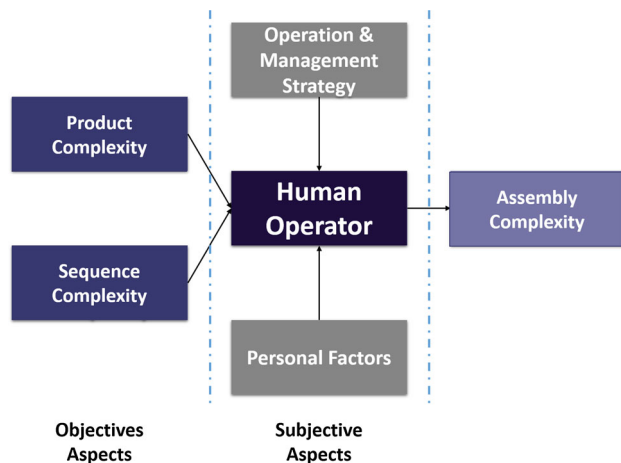 Operation &
Management
Strategy
Product
Complexity
Human
Operator
Assembly
Complexity
Sequence
Complexity
Personal Factors
Objectives
Aspects
Subjective
Aspects